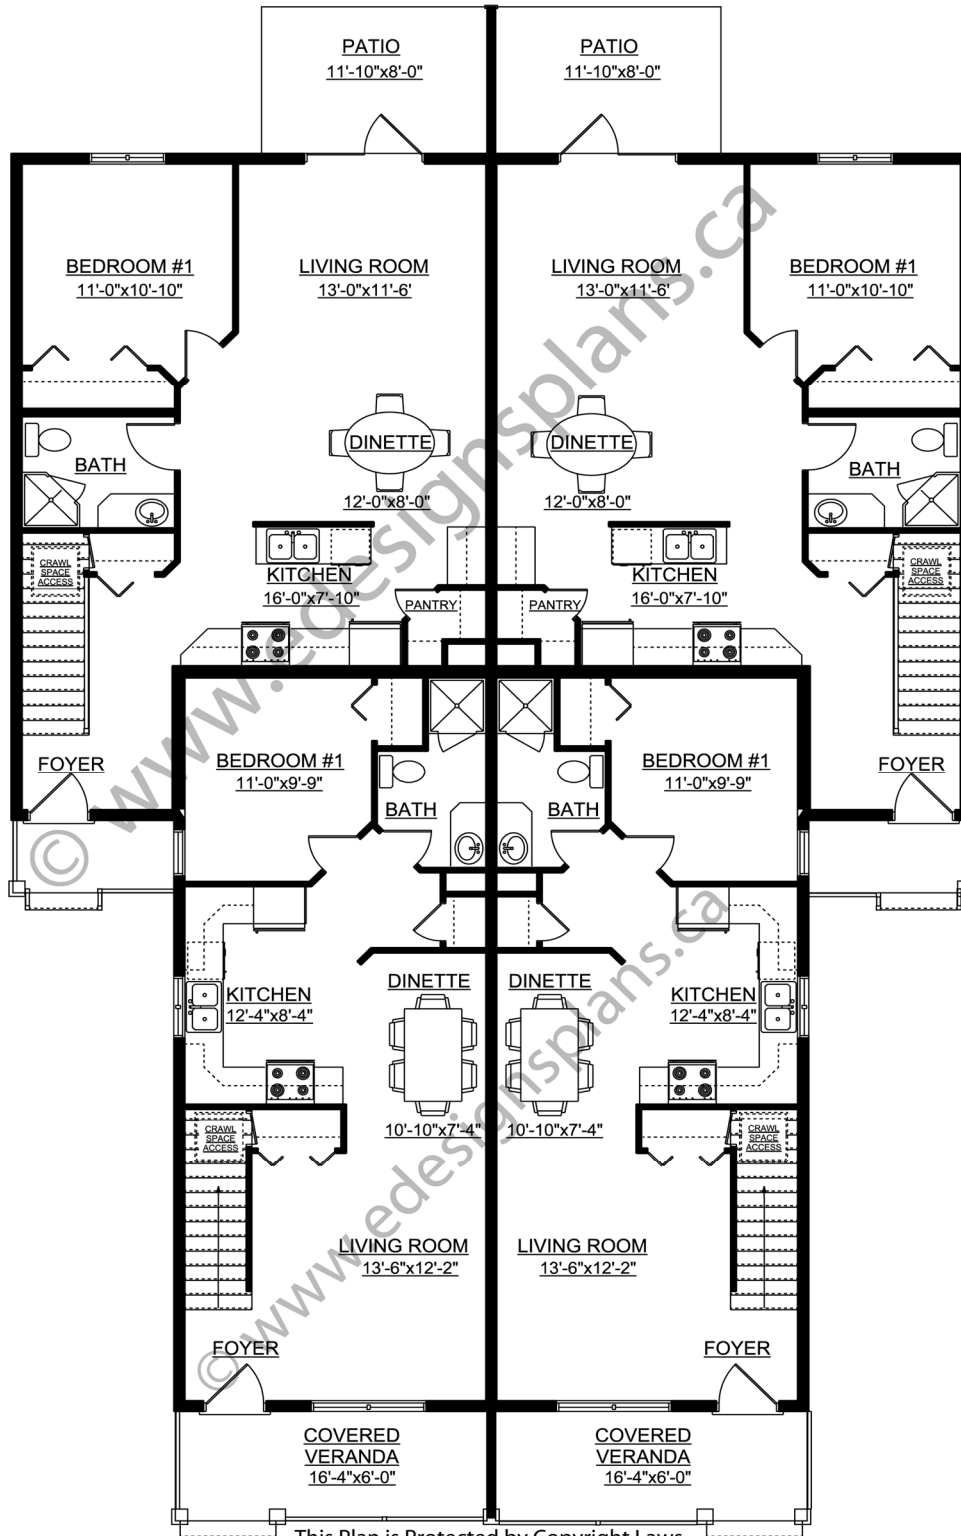 PATIO
11'-10"x8'-0"
PATIO
11'-10"x8'-0"
BEDROOM #1
11'-0"x10'-10"
LIVING ROOM
13'-0"x11'-6'
LIVING ROOM
13'-0"x11'-6'
BEDROOM #1
11'-0"x10'-10"
DINETTE
12'-0"x8'-0"
DINETTE
12'-0"x8'-0"
BATH
BATH
CRAWL
SPACE
ACCESS
KITCHEN
16'-0"x7'-10"
PANTRY
PANTRY
KITCHEN
16'-0"x7'-10"
CRAWL
SPACE
ACCESS
FOYER
BEDROOM #1
11'-0"x9'-9"
BATH
BATH
BEDROOM #1
11'-0"x9'-9"
FOYER
© www.edesignsplans.ca
KITCHEN
12'-4"x8'-4"
DINETTE
10'-10"x7'-4"
DINETTE
10'-10"x7'-4"
KITCHEN
12'-4"x8'-4"
CRAWL
SPACE
ACCESS
CRAWL
SPACE
ACCESS
LIVING ROOM
13'-6"x12'-2"
LIVING ROOM
13'-6"x12'-2"
FOYER
FOYER
© www.edesignsplans.ca
COVERED
VERANDA
16'-4"x6'-0"
COVERED
VERANDA
16'-4"x6'-0"
This Plan is Protected by Copyright Laws